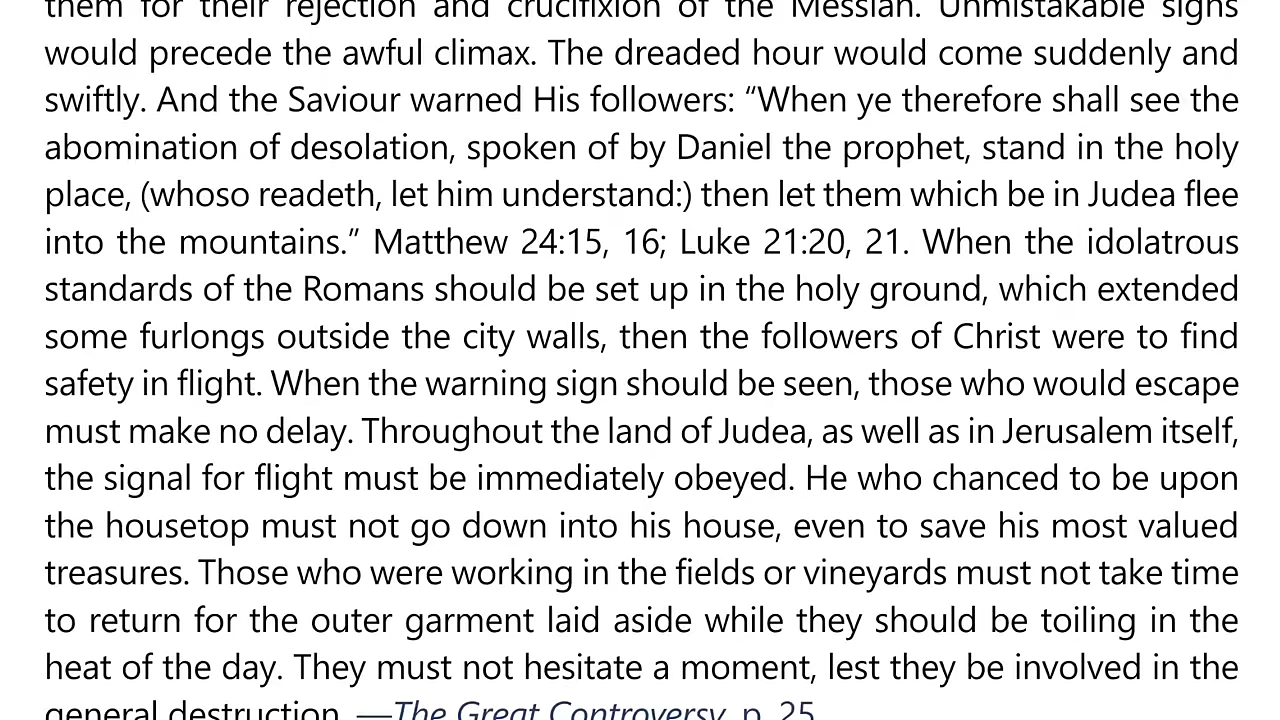 them for their rejection and crucifixion of the Messiah. Unmistakable signs
would precede the awful climax. The dreaded hour would come suddenly and
swiftly. And the Saviour warned His followers: “When ye therefore shall see the
abomination of desolation, spoken of by Daniel the prophet, stand in the holy
place, (whoso readeth, let him understand:) then let them which be in Judea flee
into the mountains.” Matthew 24:15, 16; Luke 21:20, 21. When the idolatrous
standards of the Romans should be set up in the holy ground, which extended
some furlongs outside the city walls, then the followers of Christ were to find
safety in flight. When the warning sign should be seen, those who would escape
must make no delay. Throughout the land of Judea, as well as in Jerusalem itself,
the signal for flight must be immediately obeyed. He who chanced to be upon
the housetop must not go down into his house, even to save his most valued
treasures. Those who were working in the fields or vineyards must not take time
to return for the outer garment laid aside while they should be toiling in the
heat of the day. They must not hesitate a moment, lest they be involved in the
general destruction. —The Great Controversy, p. 25